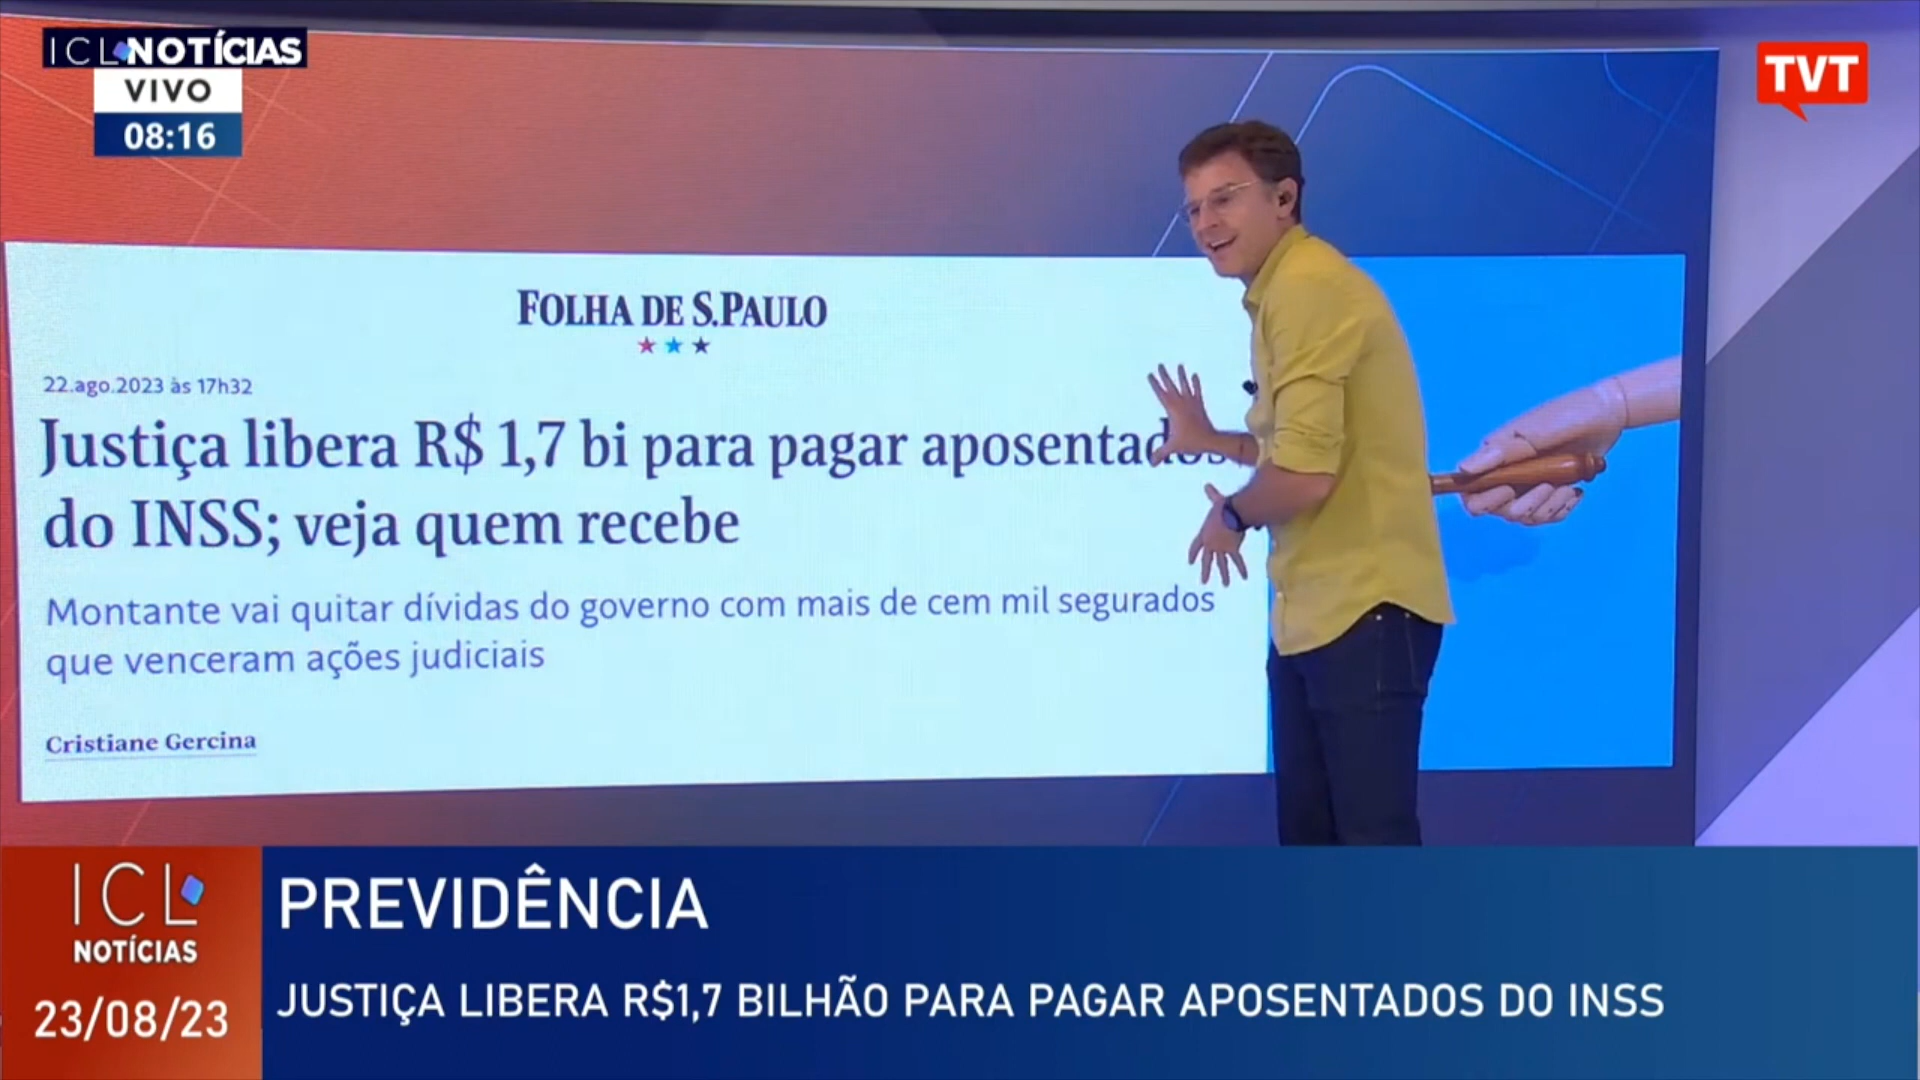 ICL NOTÍCIAS
VIVO
08:16
TVT
FOLHA DE S.PAULO
22.ago.2023 às 17h32
Justiça libera R$ 1,7 bi para pagar aposentados
do INSS; veja quem recebe
Montante vai quitar dívidas do governo com mais de cem mil segurados
que venceram ações judiciais
Cristiane Gercina
ICL
NOTÍCIAS
23/08/23
PREVIDÊNCIA
JUSTIÇA LIBERA R$1,7 BILHÃO PARA PAGAR APOSENTADOS DO INSS